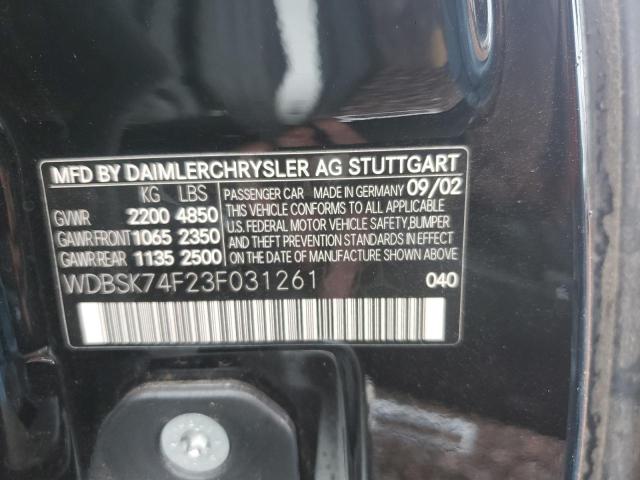 MFD BY DAIMLERCHRYSLER AG STUTTGART
KG LBS
GVWR 2200 4850
GAWR.FRONT 1065 2350
GAWR.REAR 1135 2500
PASSENGER CAR MADE IN GERMANY 09/02
THIS VEHICLE CONFORMS TO ALL APPLICABLE
U.S. FEDERAL MOTOR VEHICLE SAFETY,BUMPER
AND THEFT PREVENTION STANDARDS IN EFFECT
ON THE DATE OF MANUFACTURE SHOWN ABOVE.
WDBSK74F23F031261 040